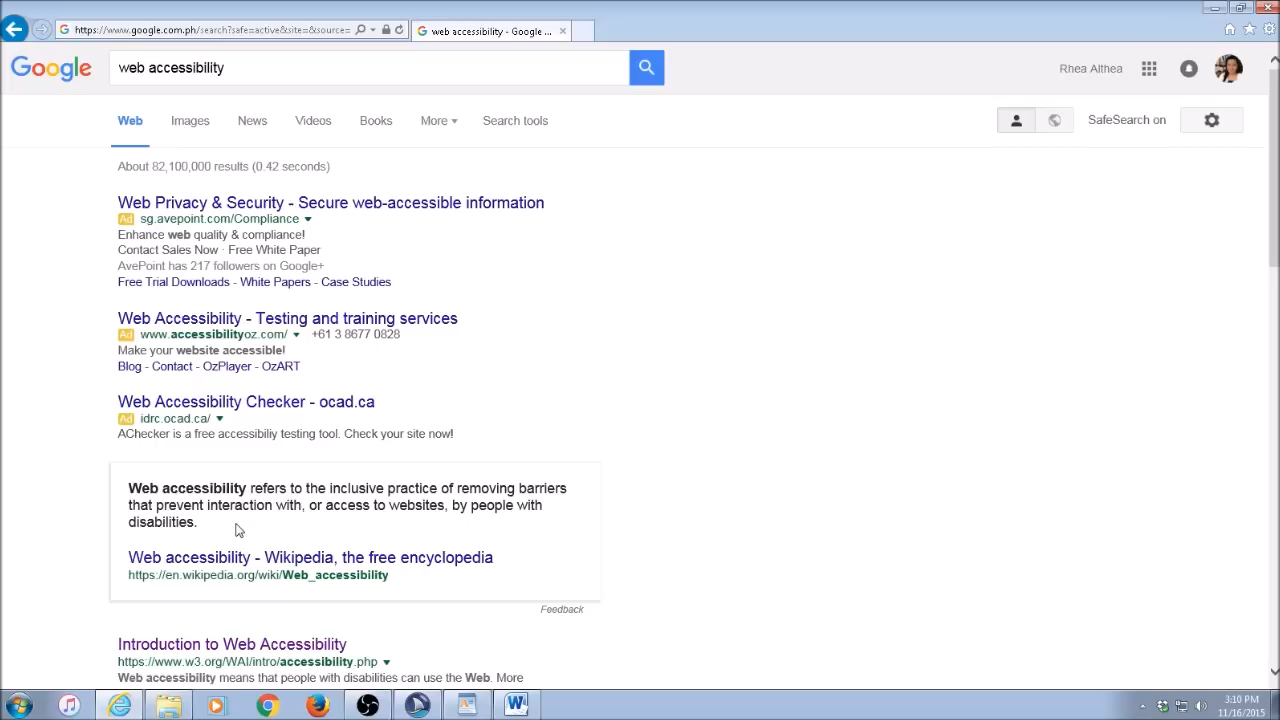 https://www.google.com.ph/search?safe=active&site=&source=
web accessibility - Google ...
Google
web accessibility
Rhea Althea
Web
Images
News
Videos
Books
More
Search tools
SafeSearch on
About 82,100,000 results (0.42 seconds)
Web Privacy & Security - Secure web-accessible information
Ad sg.avepoint.com/Compliance
Enhance web quality & compliance!
Contact Sales Now · Free White Paper
AvePoint has 217 followers on Google+
Free Trial Downloads - White Papers - Case Studies
Web Accessibility - Testing and training services
Ad www.accessibilityoz.com/ +61 3 8677 0828
Make your website accessible!
Blog - Contact - OzPlayer - OzART
Web Accessibility Checker - ocad.ca
Ad idrc.ocad.ca/
AChecker is a free accessibiliy testing tool. Check your site now!
Web accessibility refers to the inclusive practice of removing barriers
that prevent interaction with, or access to websites, by people with
disabilities.
Web accessibility - Wikipedia, the free encyclopedia
https://en.wikipedia.org/wiki/Web_accessibility
Feedback
Introduction to Web Accessibility
https://www.w3.org/WAI/intro/accessibility.php
Web accessibility means that people with disabilities can use the Web. More
3:10 PM
11/16/2015